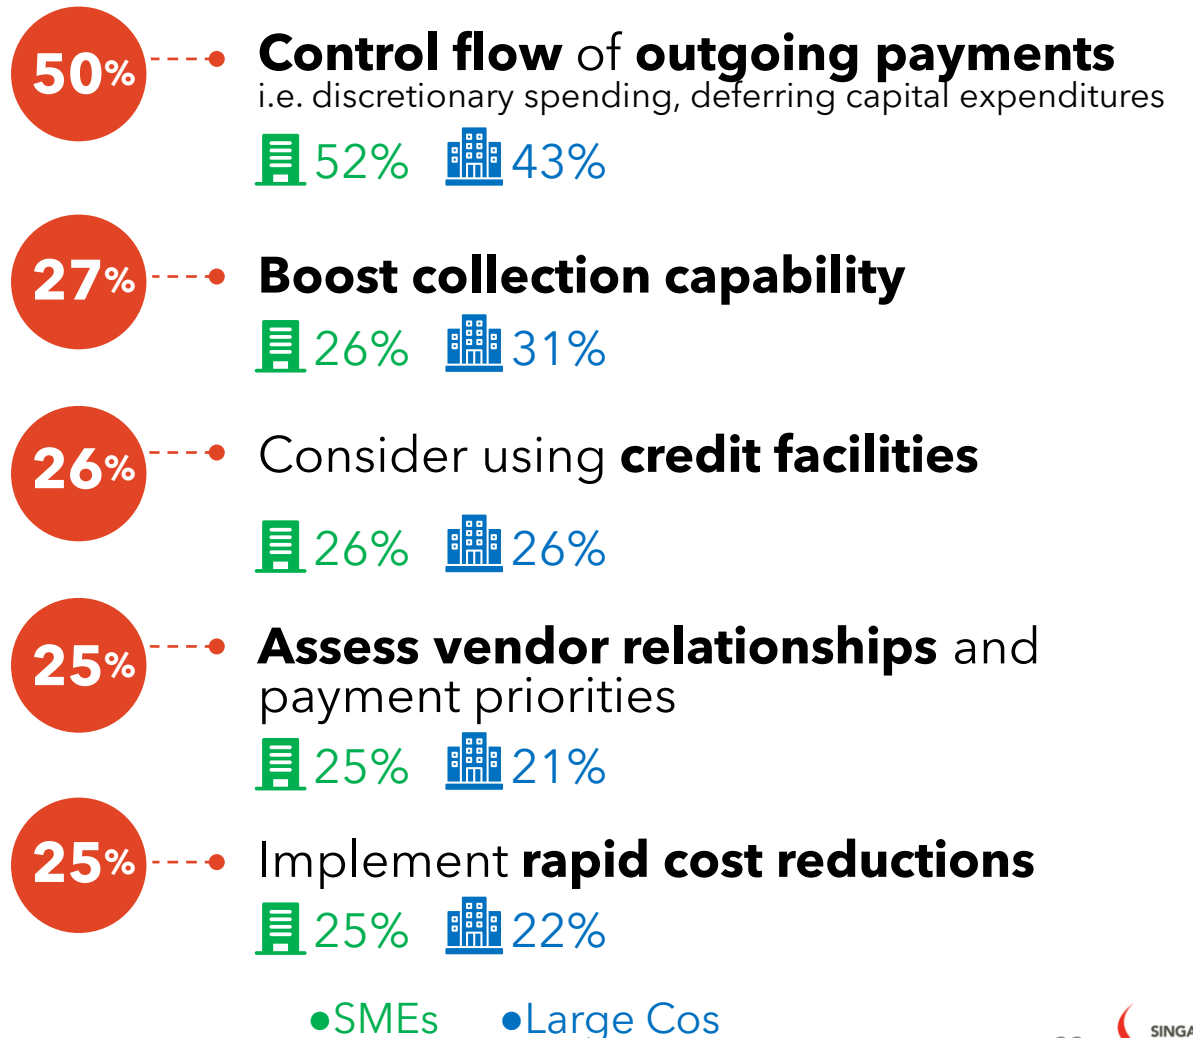 50%
Control flow of outgoing payments
i.e. discretionary spending, deferring capital expenditures
52% 43%
27%
Boost collection capability
26% 31%
26%
Consider using credit facilities
26% 26%
25%
Assess vendor relationships and
payment priorities
25% 21%
25%
Implement rapid cost reductions
25% 22%
●SMEs ●Large Cos